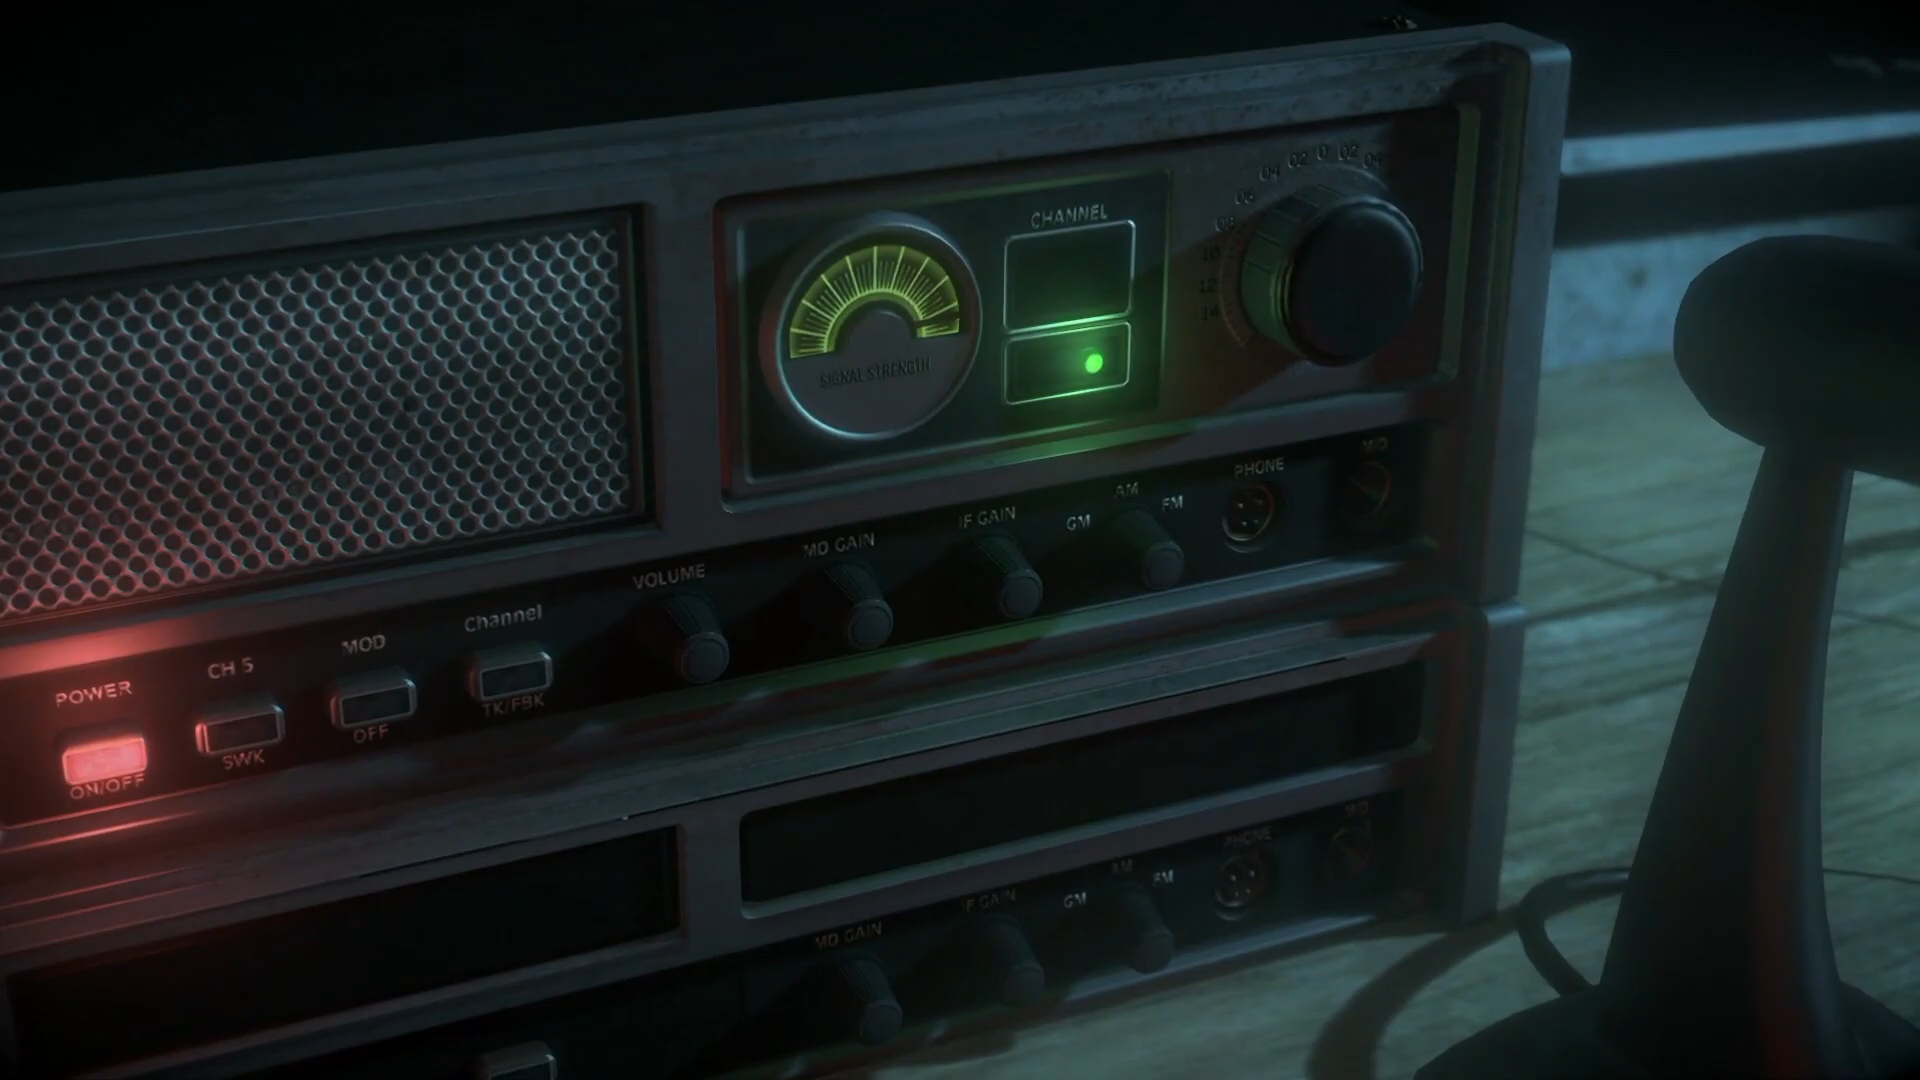 CHANNEL
04 02 0 02 04
06
08
10
12
14
SIGNAL STRENGTH
PHONE
AM
GM FM
IF GAIN
MD GAIN
VOLUME
Channel
TK/FBK
MOD
OFF
CH 5
SWK
POWER
ON/OFF
PHONE
AM
GM FM
IF GAIN
MD GAIN